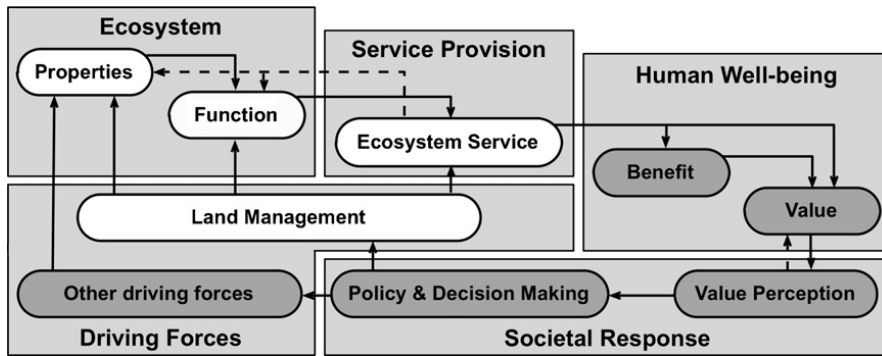 Ecosystem
Properties
Function
Service Provision
Ecosystem Service
Human Well-being
Benefit
Value
Land Management
Other driving forces
Driving Forces
Policy & Decision Making
Value Perception
Societal Response